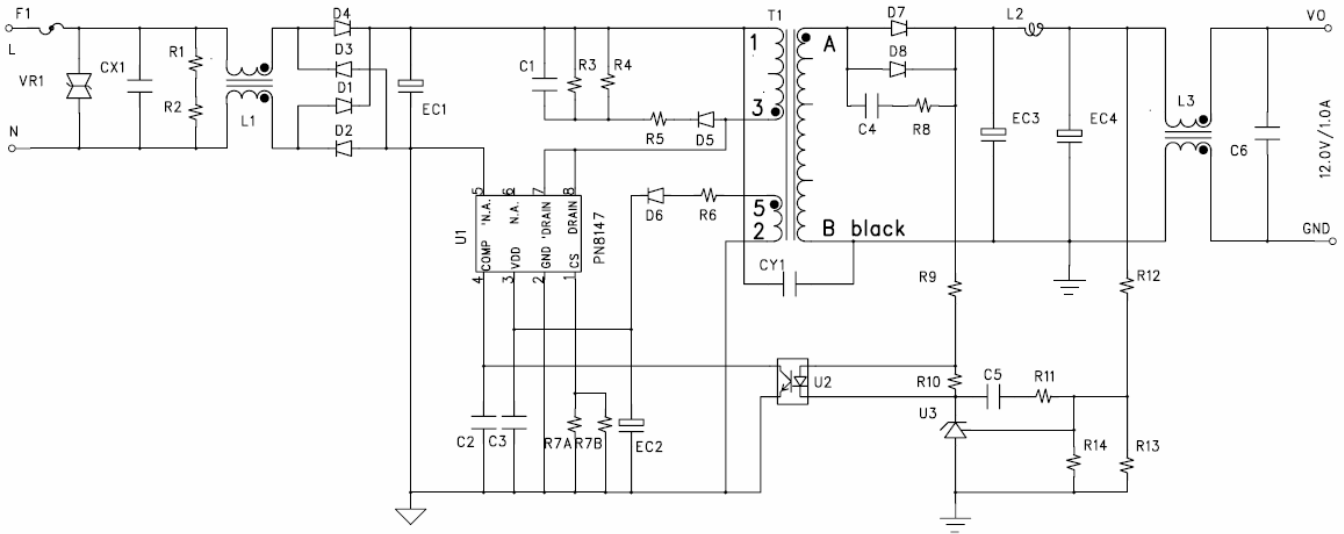 F1
D4
T1
D7
L2
VO
L
1
A
D3
D8
R1
R3
R4
C1
VR1
CX1
D1
EC1
3
C4
R8
EC3
EC4
L3
R2
L1
D2
R5
D5
C6
12.0V/1.0A
N
5
6
7
8
'N.A.
N.A.
'DRAIN
DRAIN
U1
PN8147
COMP
VDD
GND
CS
4
3
2
1
D6
R6
5
2
B black
GND
CY1
R9
R12
U2
R10
C5
R11
U3
C2
C3
R7A
R7B
EC2
R14
R13